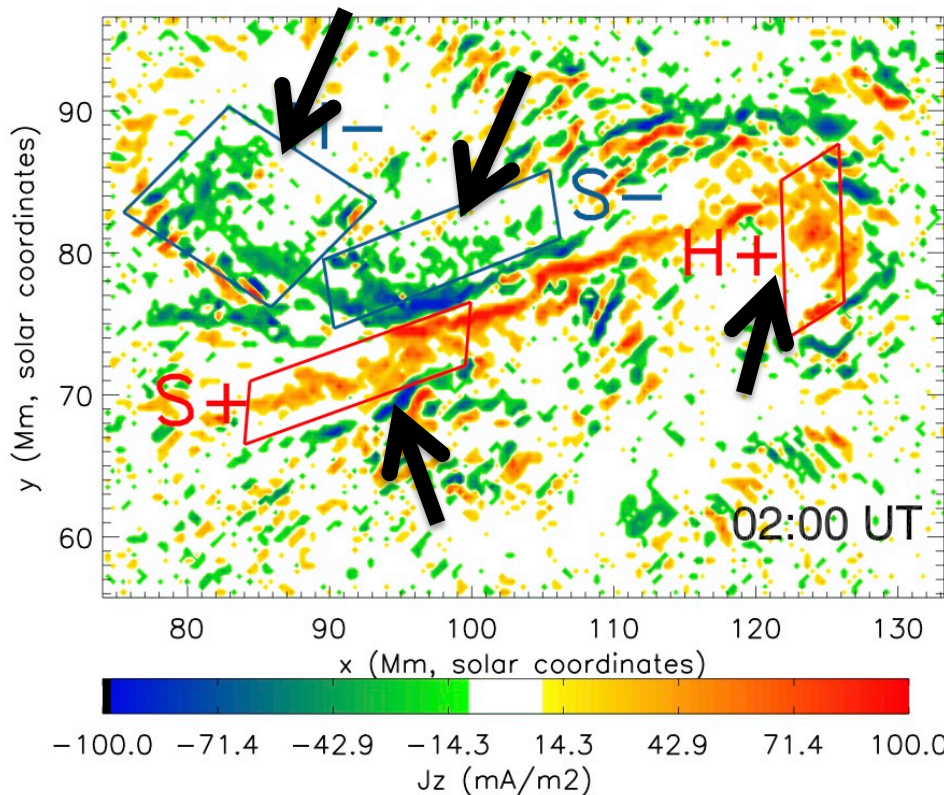 90
80
70
60
y (Mm, solar coordinates)
S−
H+
S+
02:00 UT
80 90 100 110 120 130
x (Mm, solar coordinates)
−100.0 −71.4 −42.9 −14.3 14.3 42.9 71.4 100.0
Jz (mA/m2)